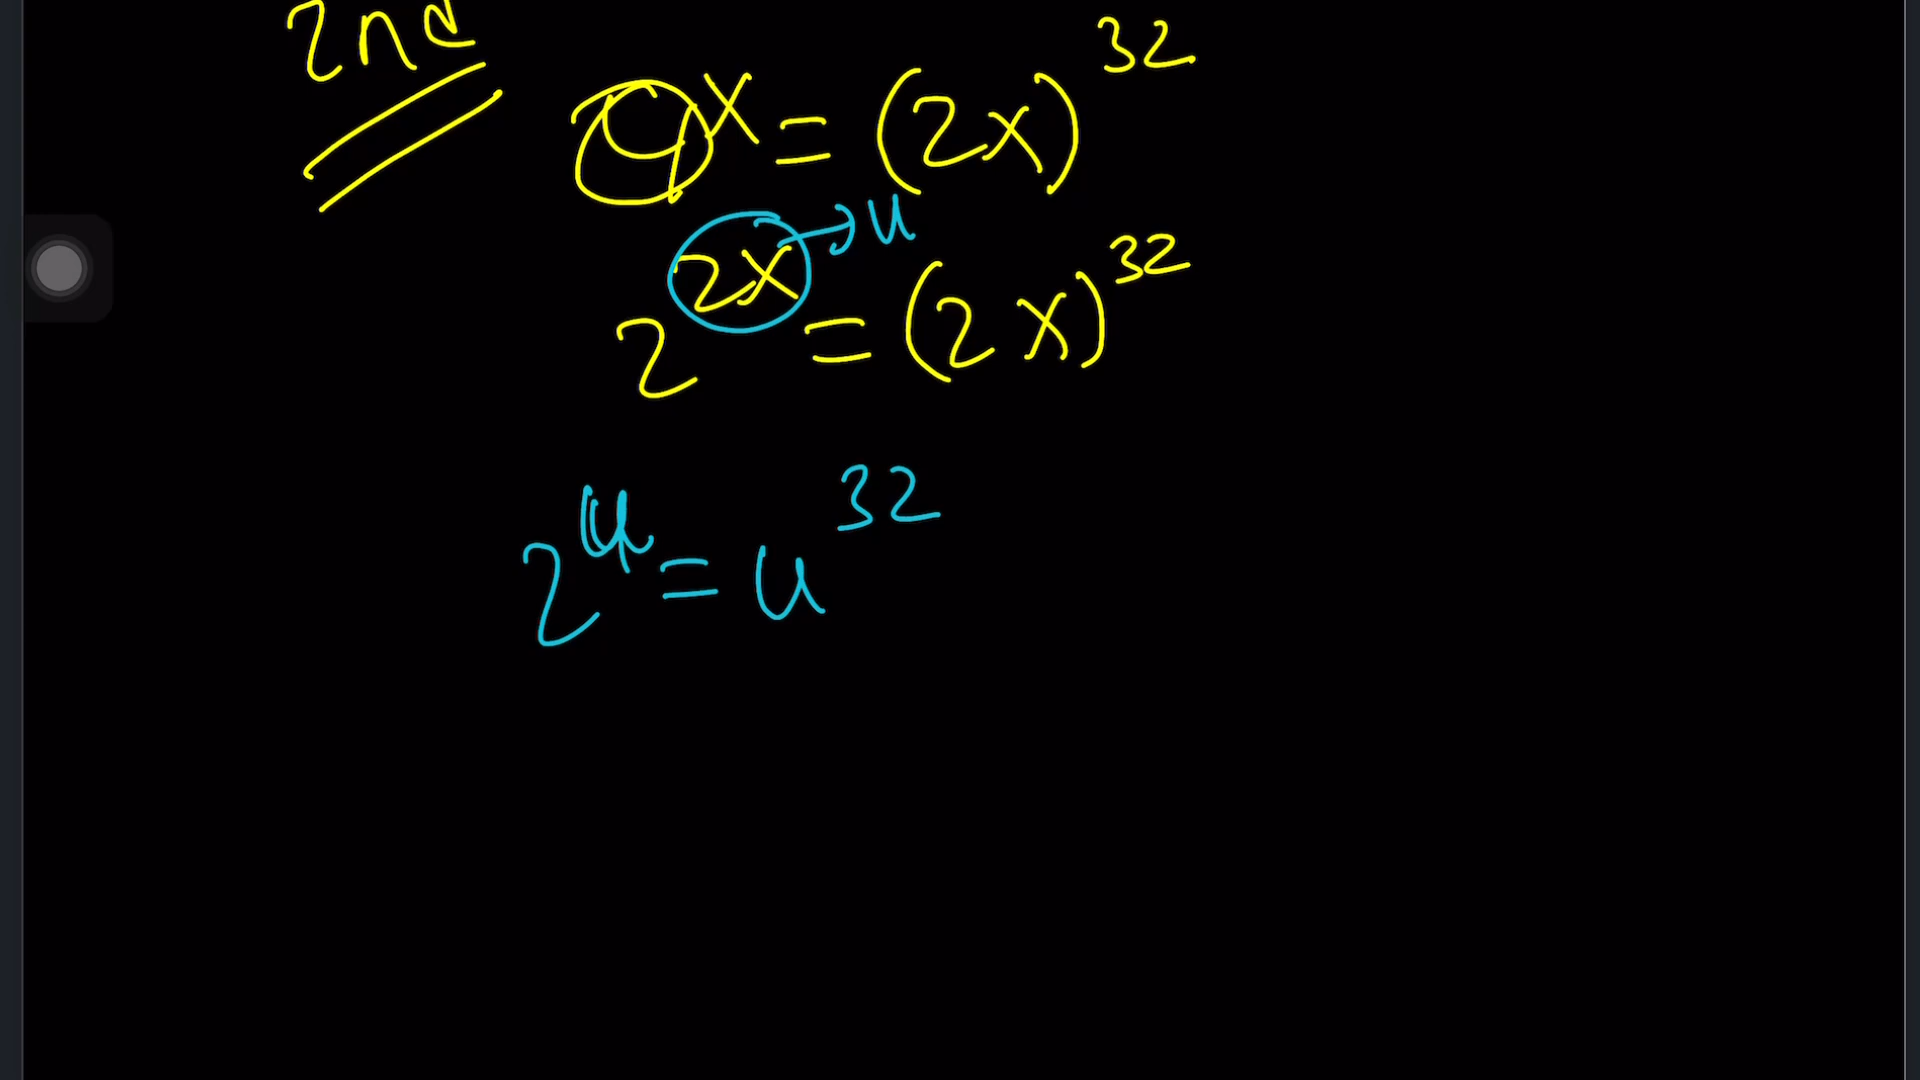 2nd
4^x = (2x)^32
2^2x → u = (2x)^32
2^u = u^32